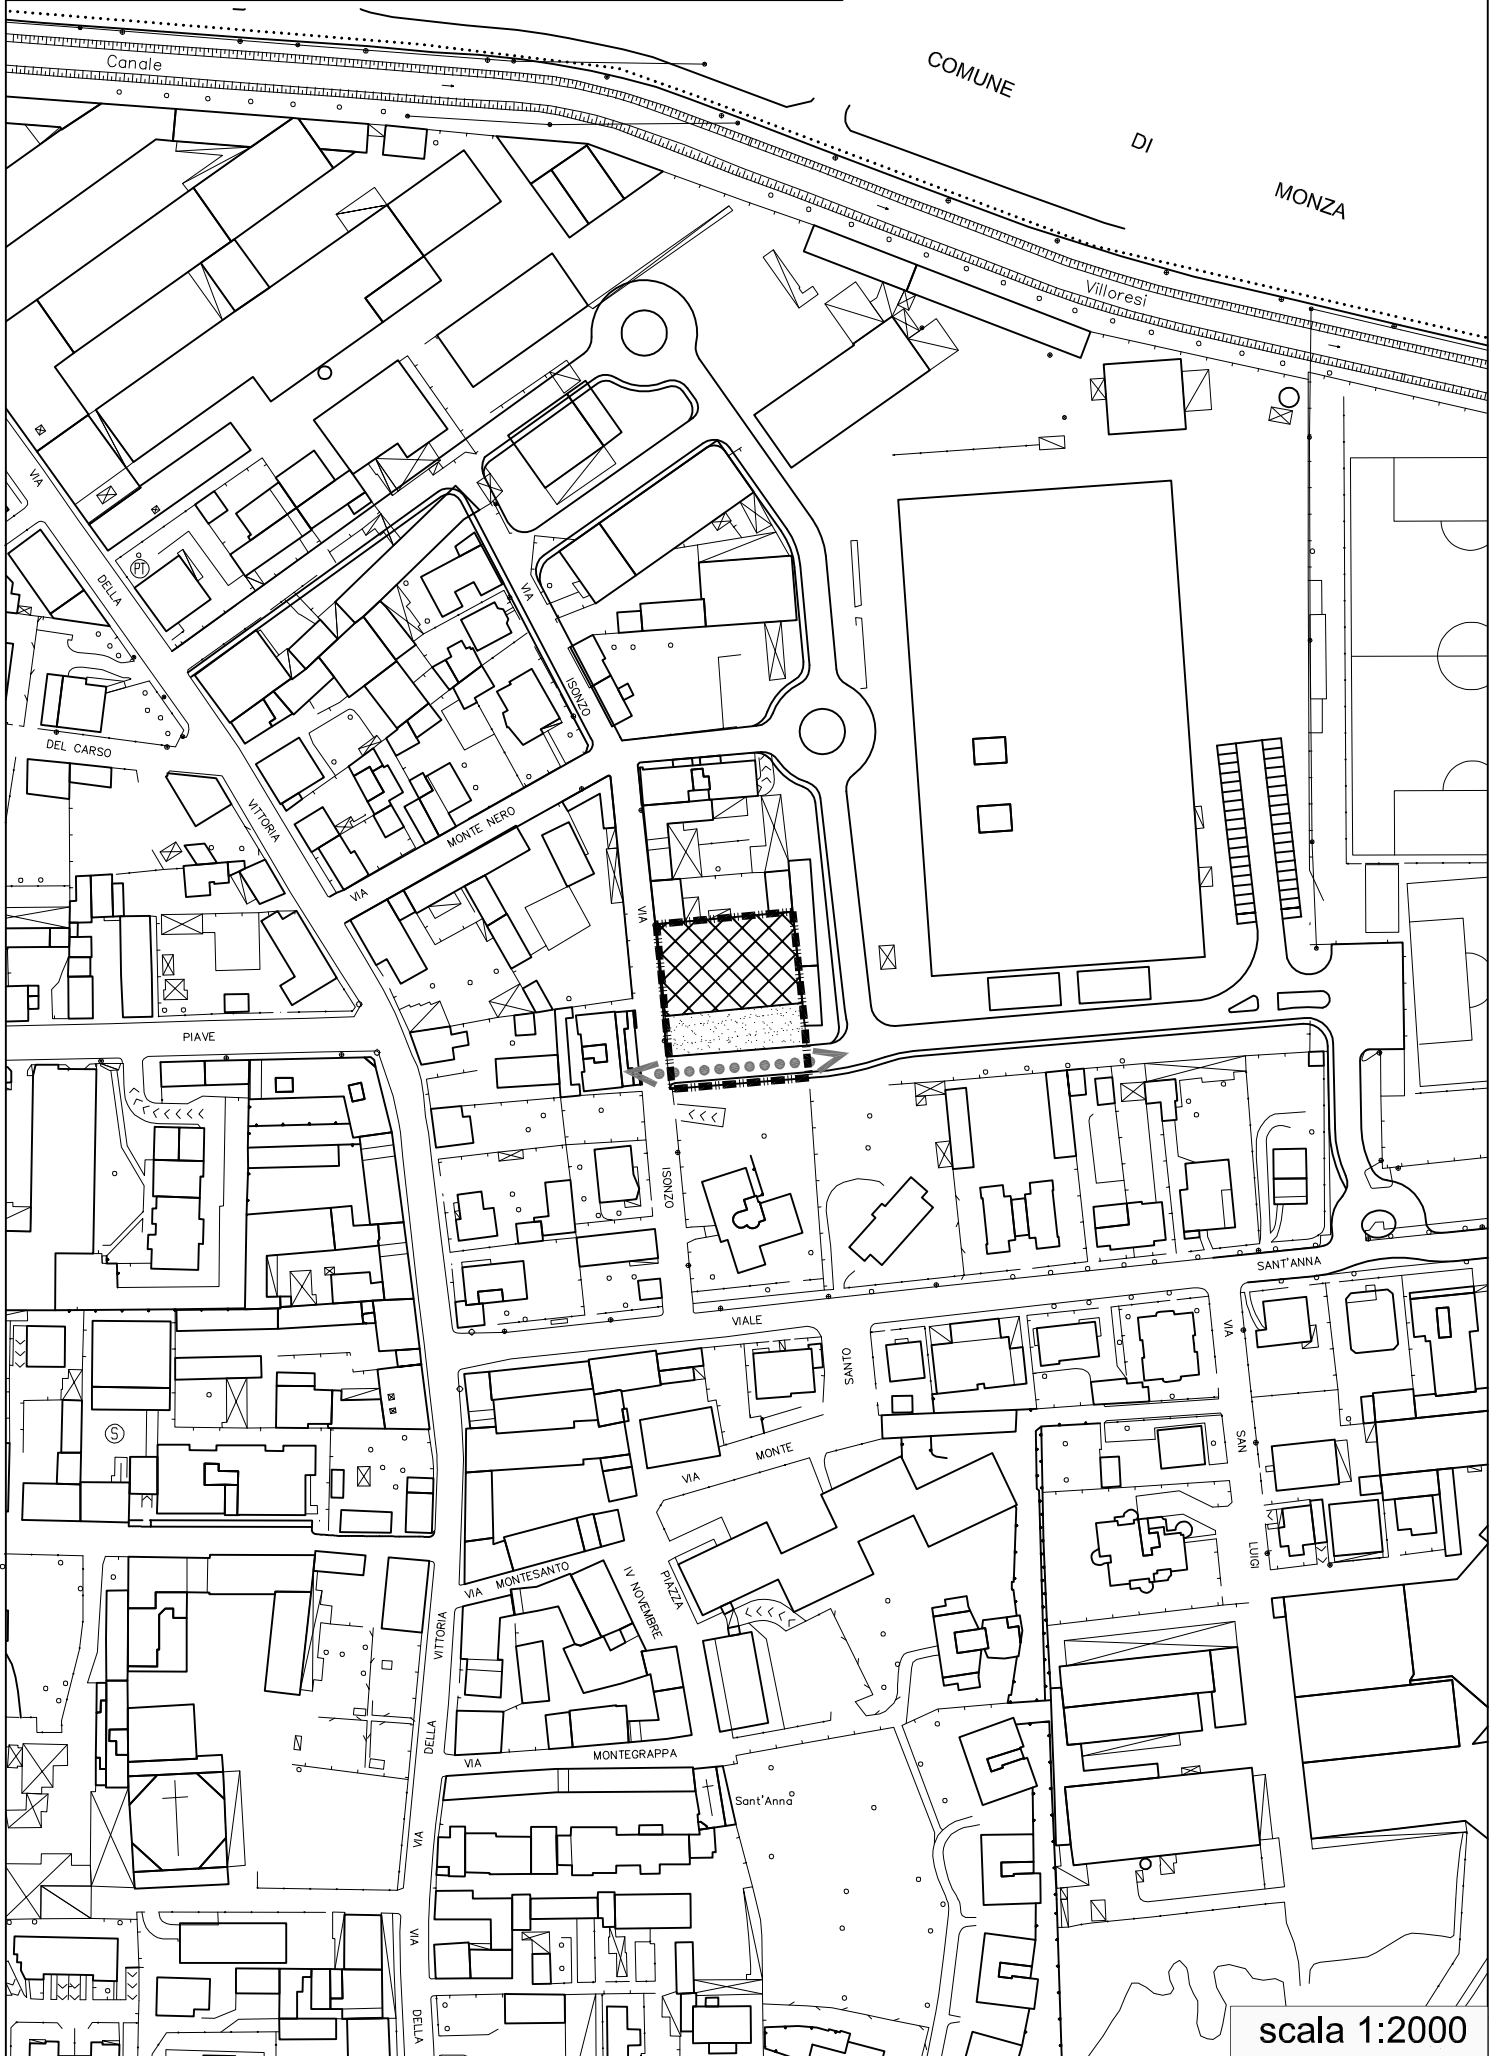 Canale
COMUNE
DI
MONZA
Villoresi
VIA
DELLA
PT
VIA
ISONZO
DEL CARSO
VITTORIA
MONTE NERO
VIA
VIA
PIAVE
ISONZO
SANT'ANNA
VIALE
VIA
SANTO
S
MONTE
VIA
SAN
LUIGI
VIA MONTESANTO
IV NOVEMBRE
PIAZZA
VITTORIA
DELLA
VIA
MONTEGRAPPA
Sant'Anna
VIA
VIA
DELLA
scala 1:2000